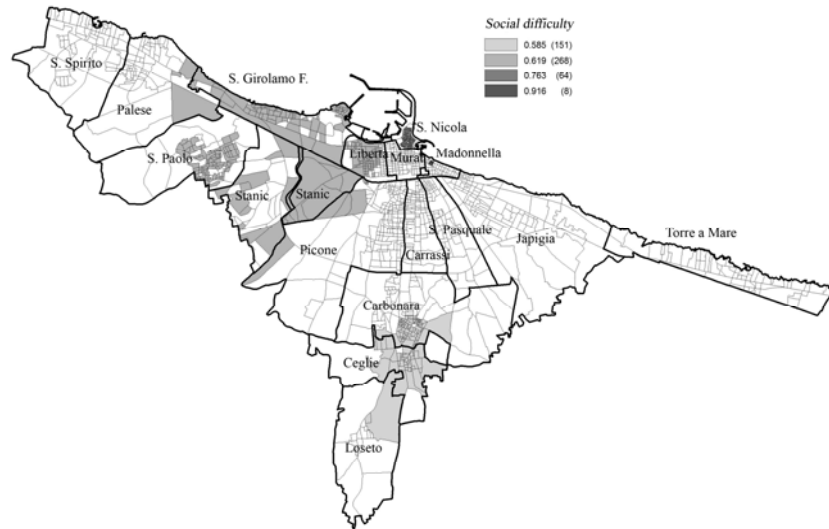 Social difficulty
0.585 (151)
0.619 (268)
0.763 (64)
0.916 (8)
S. Spirito
S. Girolamo F.
Palese
S. Nicola
S. Paolo
Libertà
Murat
Madonnella
Stanic
Stanic
S. Pasquale
Japigia
Torre a Mare
Picone
Carrassi
Carbonara
Ceglie
Loseto